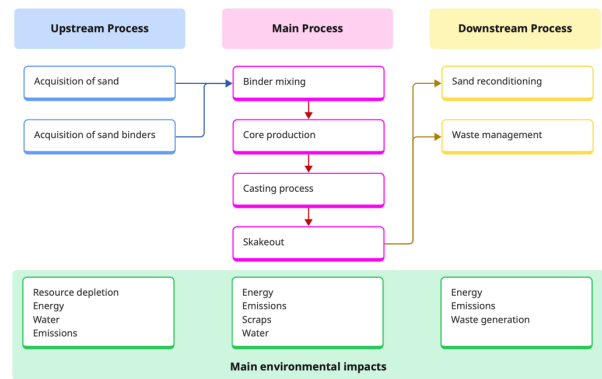 Upstream Process
Main Process
Downstream Process
Acquisition of sand
Binder mixing
Sand reconditioning
Acquisition of sand binders
Core production
Waste management
Casting process
Skakeout
Resource depletion
Energy
Water
Emissions
Energy
Emissions
Scraps
Water
Energy
Emissions
Waste generation
Main environmental impacts